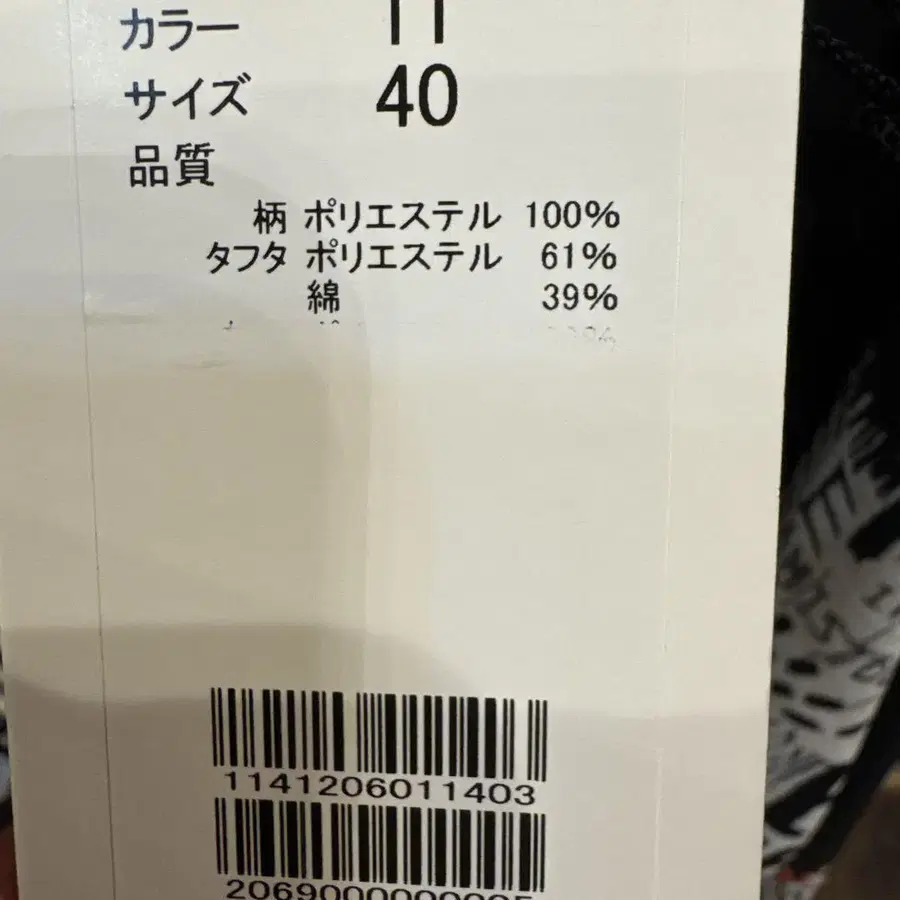 カラー 11
サイズ 40
品質
柄 ポリエステル 100%
タフタ ポリエステル 61%
綿 39%
1141206011403